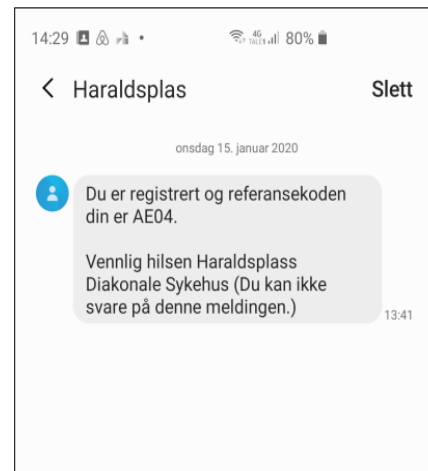 14:29 80%
Haraldsplas Slett
onsdag 15. januar 2020
Du er registrert og referansekoden
din er AE04.
Vennlig hilsen Haraldsplass
Diakonale Sykehus (Du kan ikke
svare på denne meldingen.)
13:41